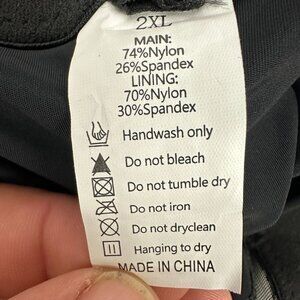 2XL
MAIN:
74%Nylon
26%Spandex
LINING:
70%Nylon
30%Spandex
Handwash only
Do not bleach
Do not tumble dry
Do not iron
Do not dryclean
Hanging to dry
MADE IN CHINA